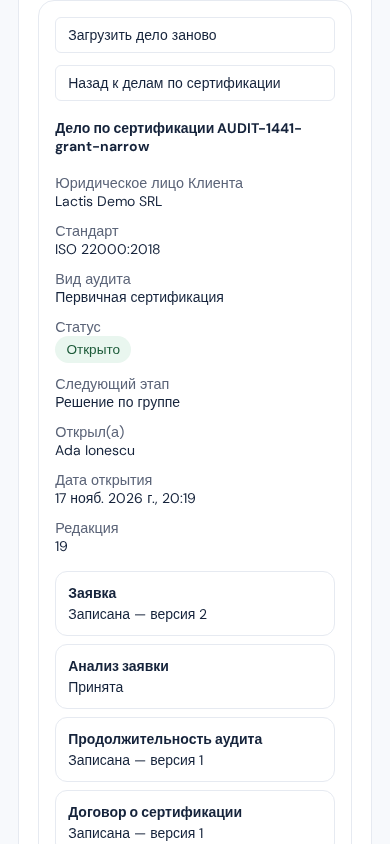 Загрузить дело заново
Назад к делам по сертификации
Дело по сертификации AUDIT-1441-
grant-narrow
Юридическое лицо Клиента
Lactis Demo SRL
Стандарт
ISO 22000:2018
Вид аудита
Первичная сертификация
Статус
Открыто
Следующий этап
Решение по группе
Открыл(а)
Ada Ionescu
Дата открытия
17 нояб. 2026 г., 20:19
Редакция
19
Заявка
Записана — версия 2
Анализ заявки
Принята
Продолжительность аудита
Записана — версия 1
Договор о сертификации
Записана — версия 1